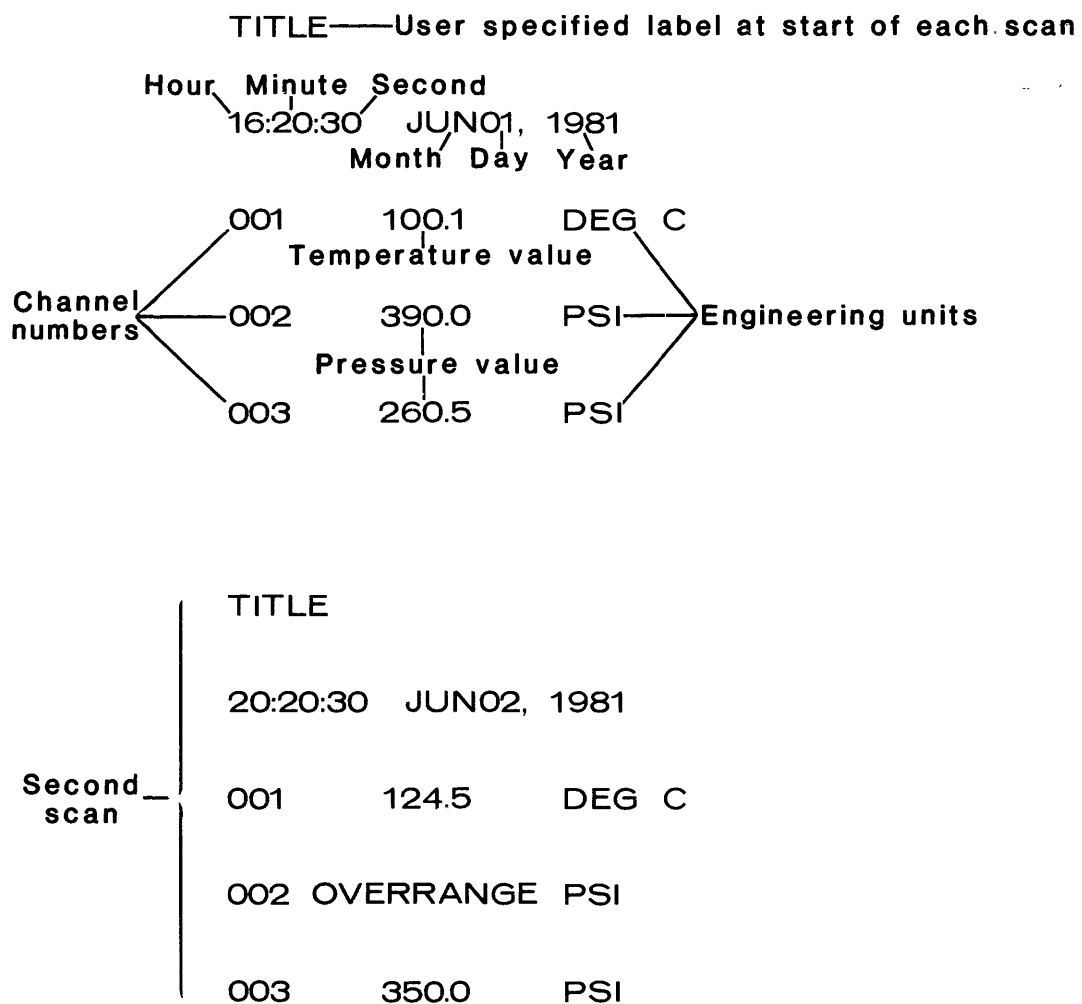 TITLE User specified label at start of each scan
Hour Minute Second
16:20:30 JUN01, 1981
Month Day Year
001 100.1 DEG C
Temperature value
Channel
numbers
002 390.0 PSI Engineering units
Pressure value
003 260.5 PSI
TITLE
20:20:30 JUN02, 1981
Second
scan
001 124.5 DEG C
002 OVERRANGE PSI
003 350.0 PSI